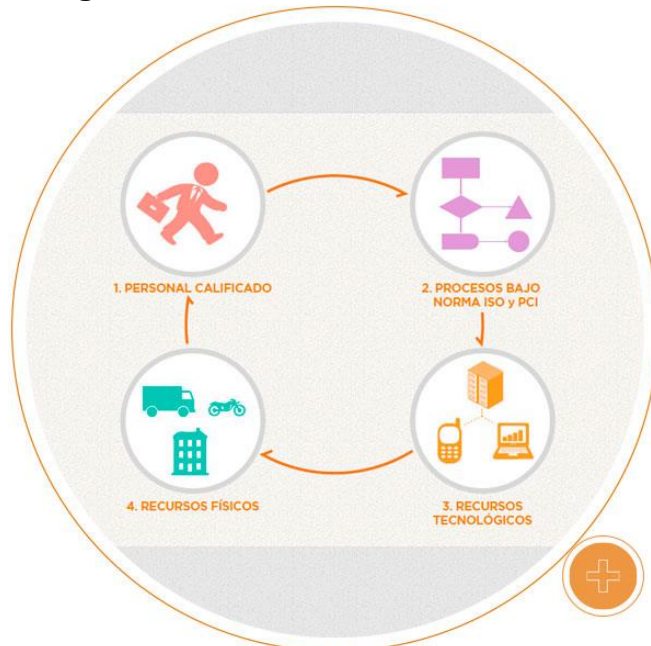 1. PERSONAL CALIFICADO
2. PROCESOS BAJO
NORMA ISO y PCI
3. RECURSOS
TECNOLÓGICOS
4. RECURSOS FÍSICOS